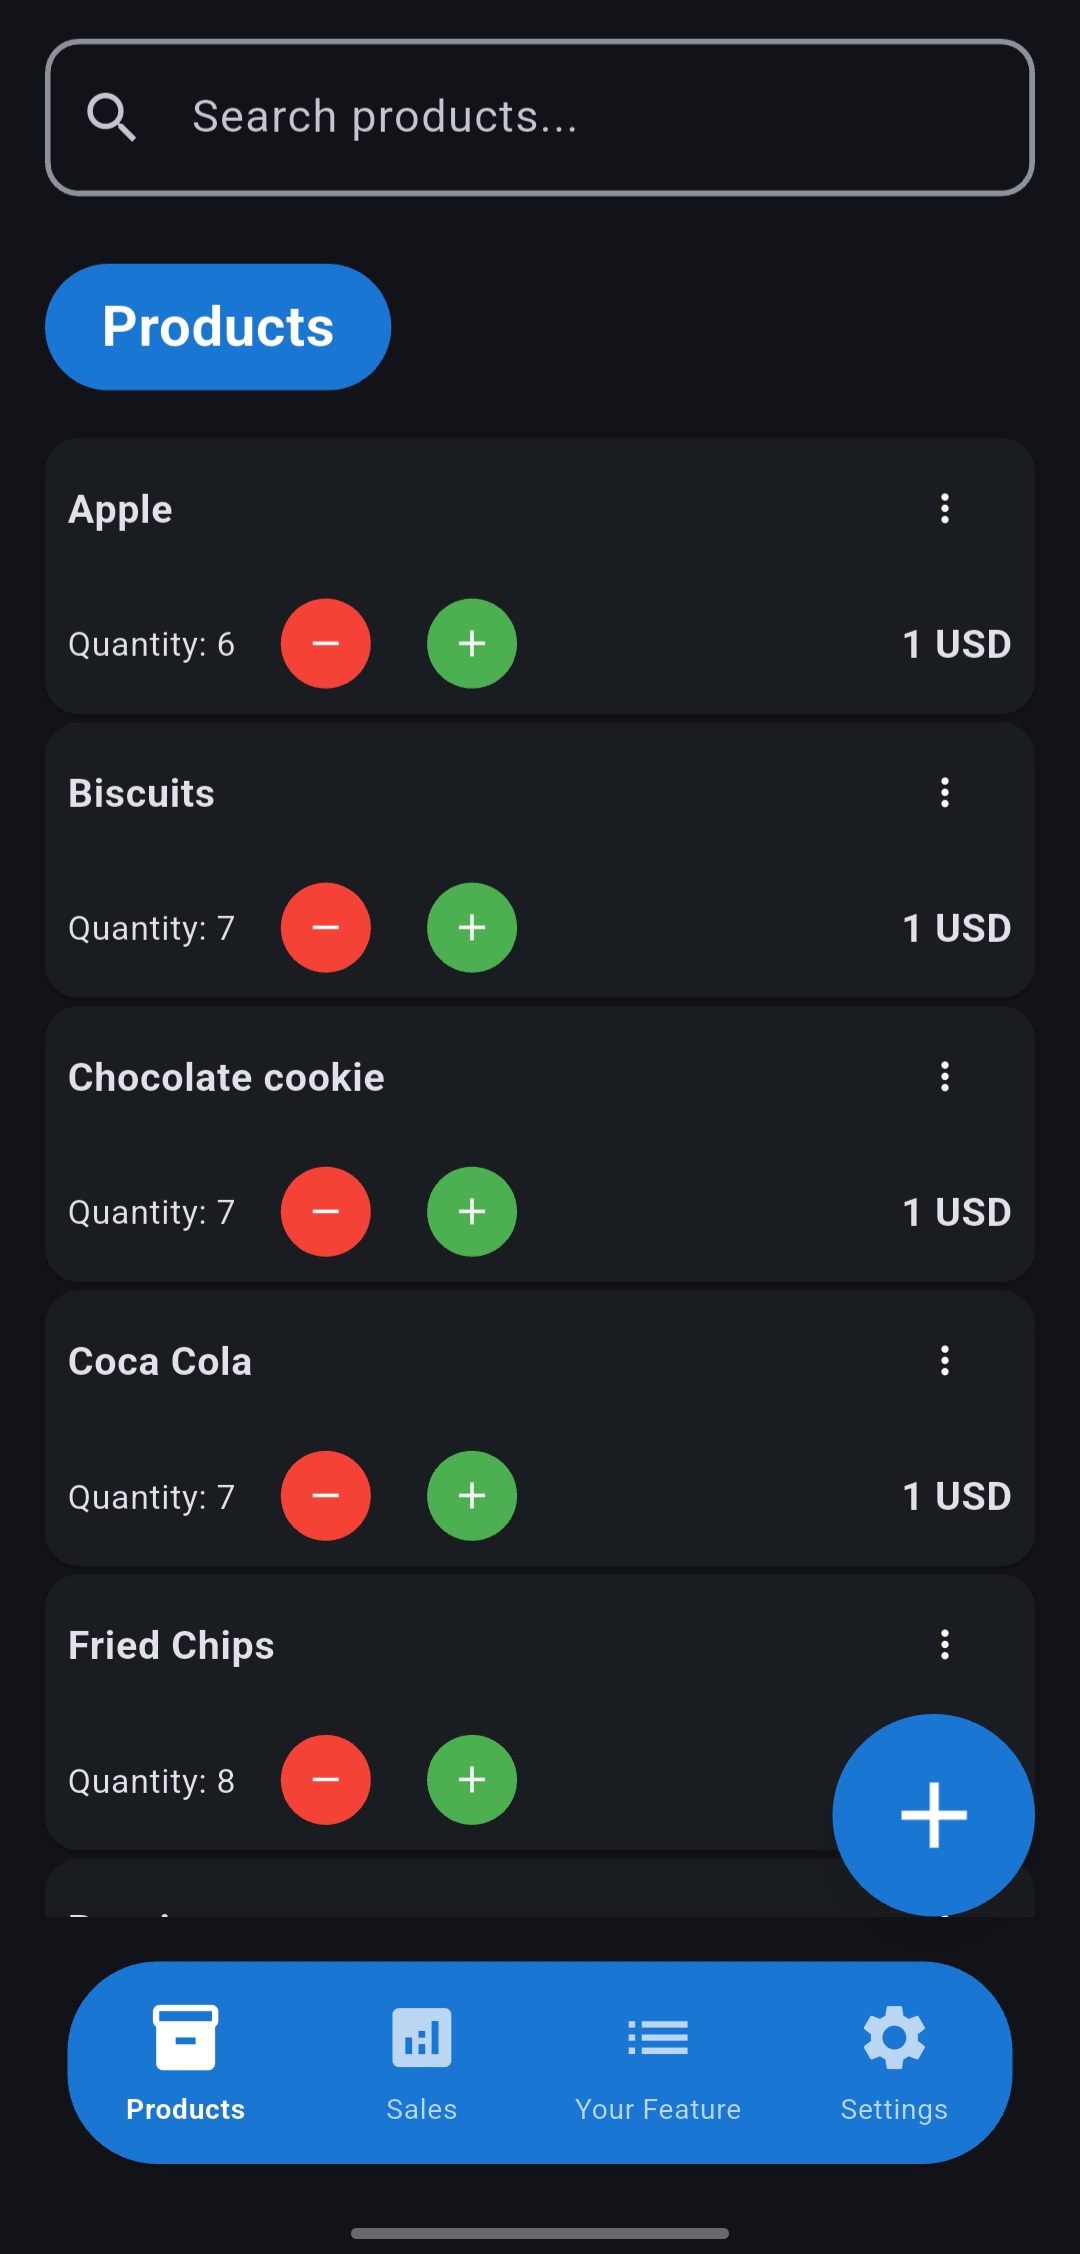 Search products...
Products
Apple
Quantity: 6 1 USD
Biscuits
Quantity: 7 1 USD
Chocolate cookie
Quantity: 7 1 USD
Coca Cola
Quantity: 7 1 USD
Fried Chips
Quantity: 8
Products Sales Your Feature Settings